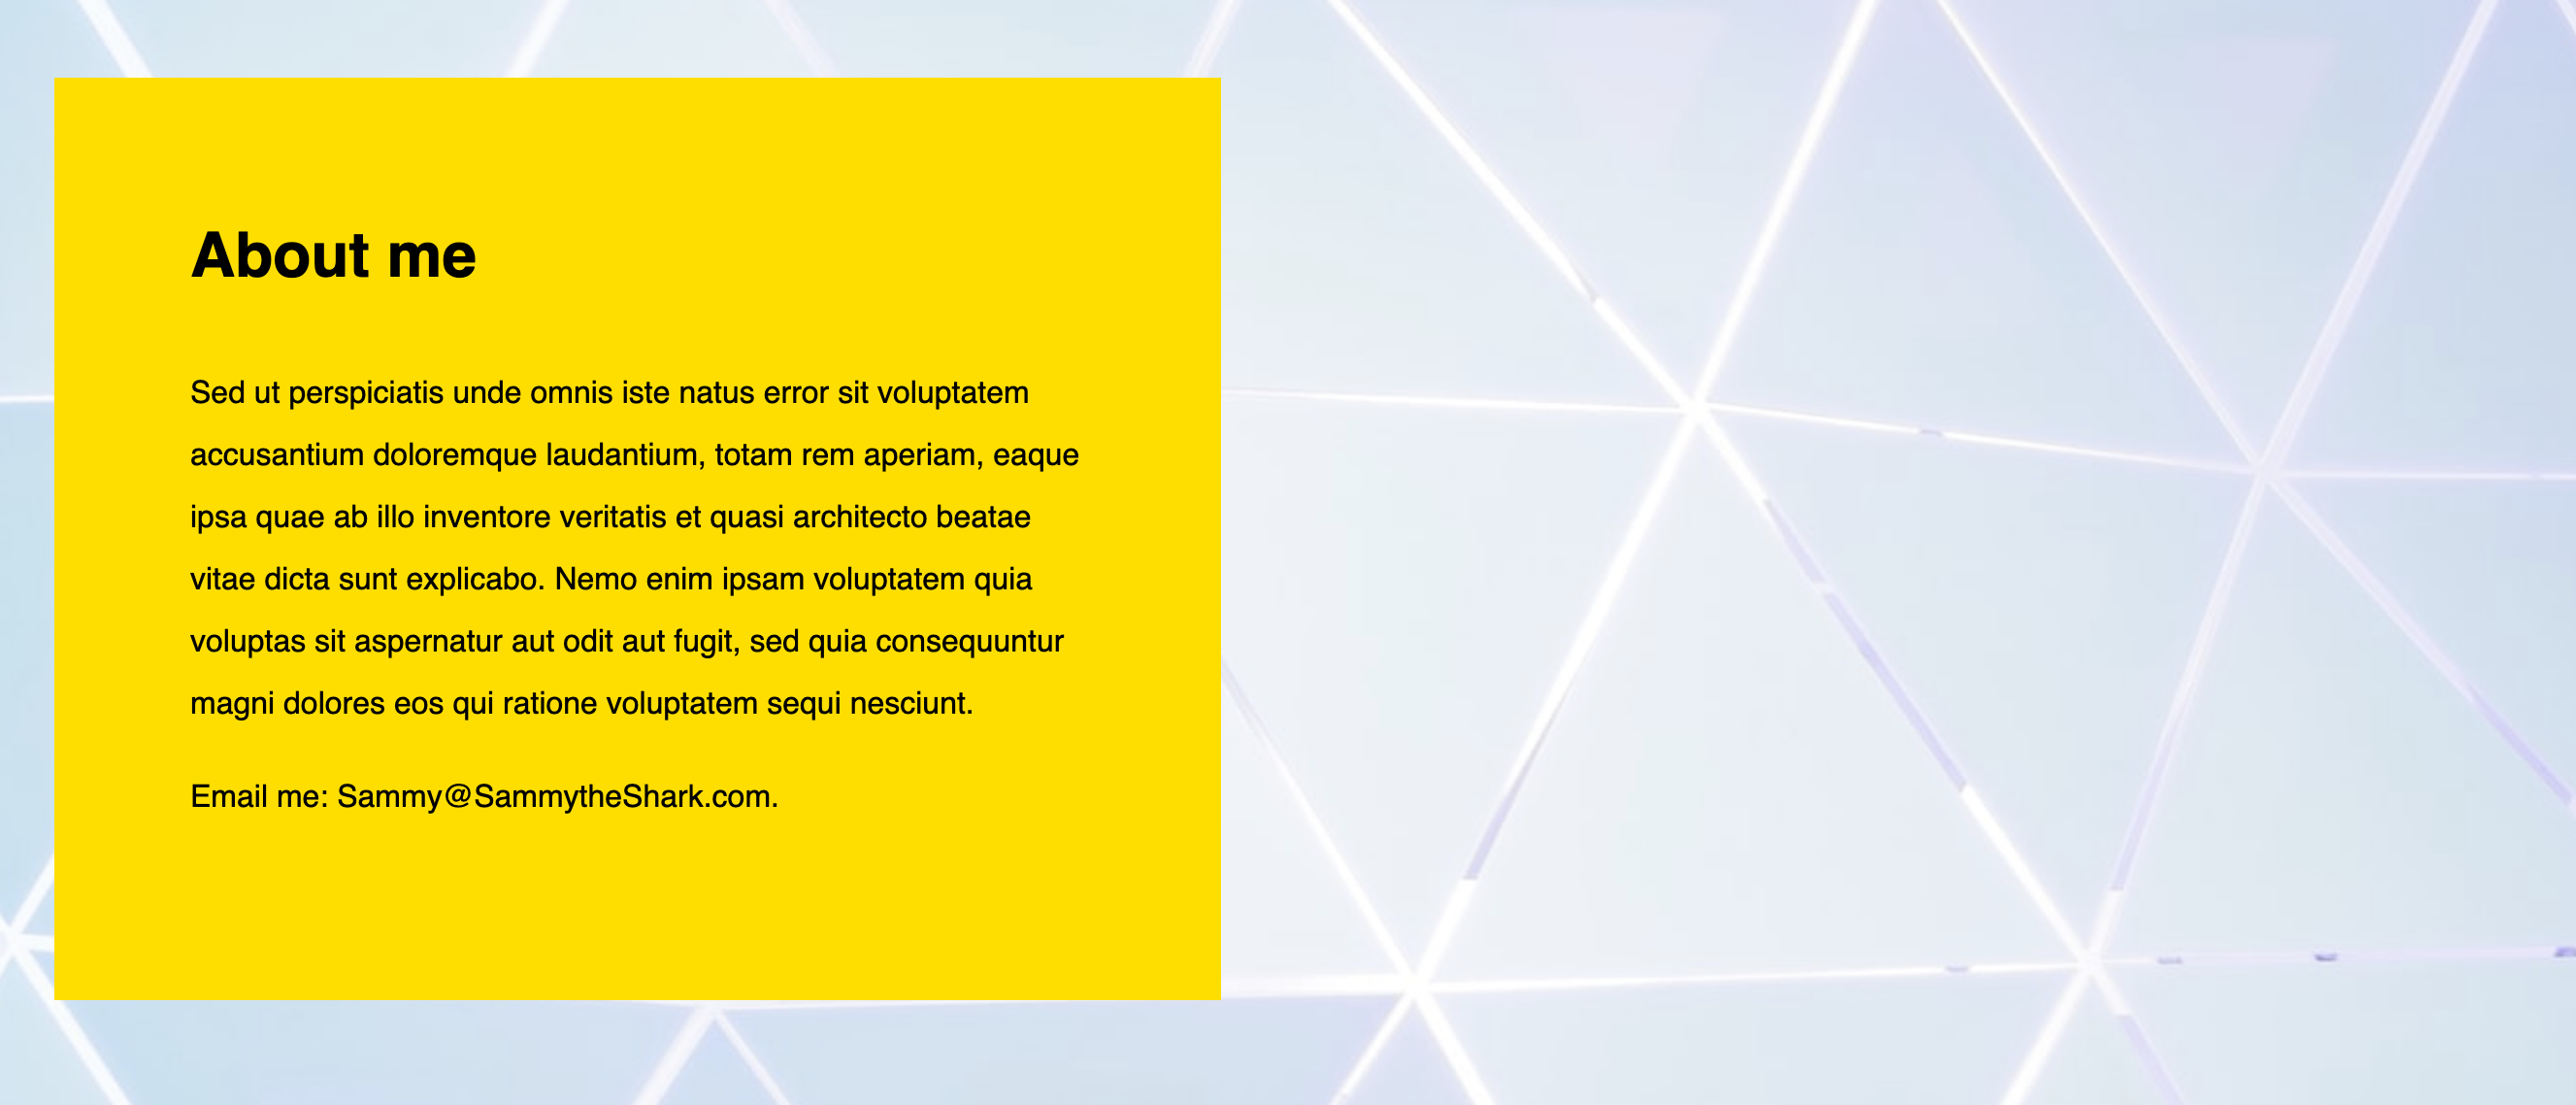 About me
Sed ut perspiciatis unde omnis iste natus error sit voluptatem
accusantium doloremque laudantium, totam rem aperiam, eaque
ipsa quae ab illo inventore veritatis et quasi architecto beatae
vitae dicta sunt explicabo. Nemo enim ipsam voluptatem quia
voluptas sit aspernatur aut odit aut fugit, sed quia consequuntur
magni dolores eos qui ratione voluptatem sequi nesciunt.
Email me: Sammy@SammytheShark.com.